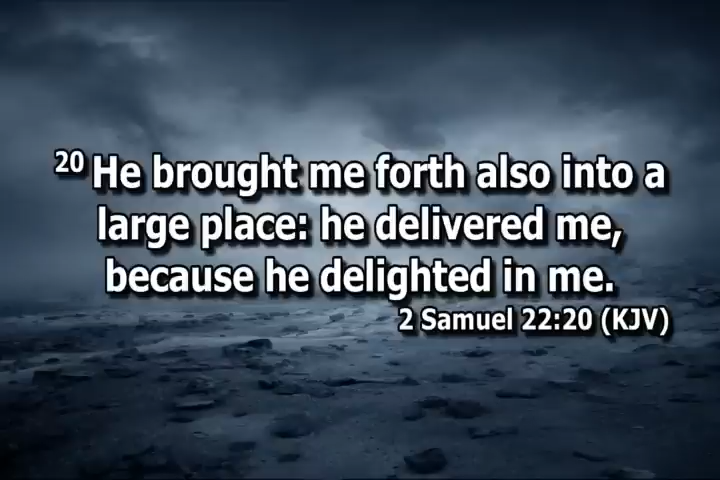 20 He brought me forth also into a
large place: he delivered me,
because he delighted in me.
2 Samuel 22:20 (KJV)